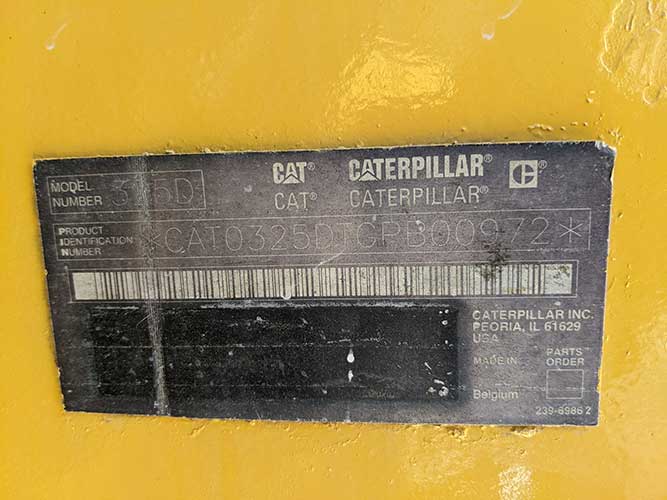 MODEL NUMBER 325D
CAT® CATERPILLAR®
CAT® CATERPILLAR®
PRODUCT IDENTIFICATION NUMBER
CATERPILLAR INC.
PEORIA, IL 61629
USA
MADE IN
Belgium
PARTS ORDER
239-6986 2